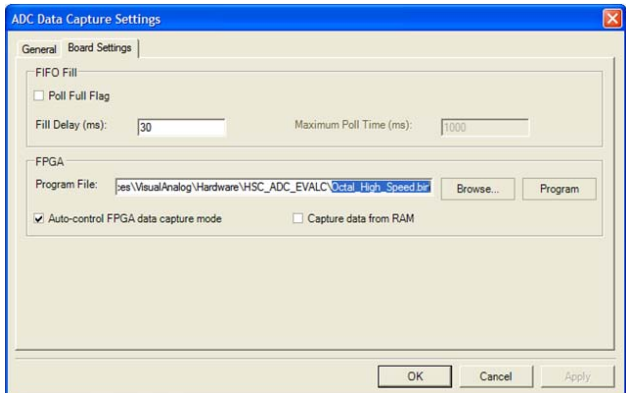 ADC Data Capture Settings
General Board Settings
FIFO Fill
Poll Full Flag
Fill Delay (ms): 30 Maximum Poll Time (ms): 1000
FPGA
Program File: ces\VisualAnalog\Hardware\HSC_ADC_EVALC\Octal_High_Speed.bin Browse... Program
Auto-control FPGA data capture mode Capture data from RAM
OK Cancel Apply